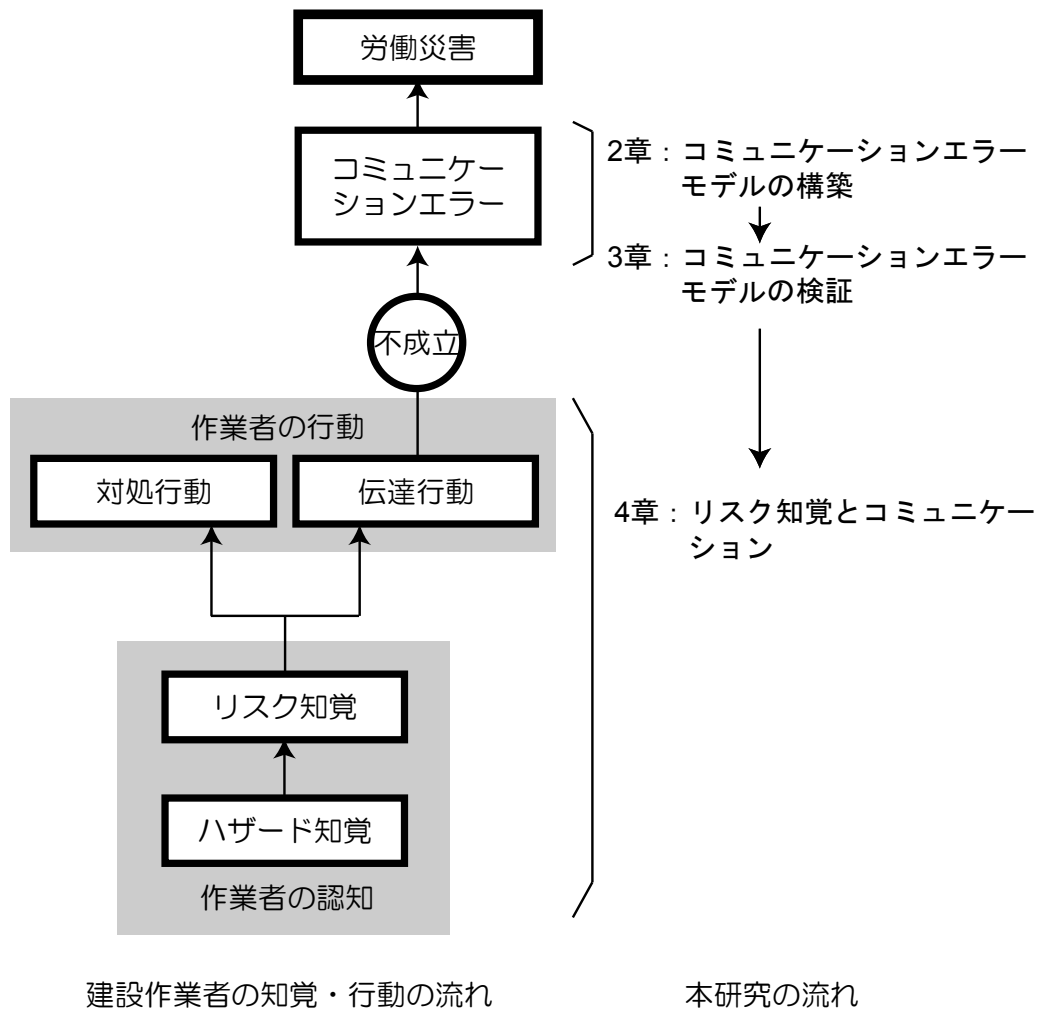 労働災害
コミュニケー
ションエラー
不成立
作業者の行動
対処行動
伝達行動
リスク知覚
ハザード知覚
作業者の認知
建設作業者の知覚・行動の流れ
2章：コミュニケーションエラー
モデルの構築
3章：コミュニケーションエラー
モデルの検証
4章：リスク知覚とコミュニケー
ション
本研究の流れ